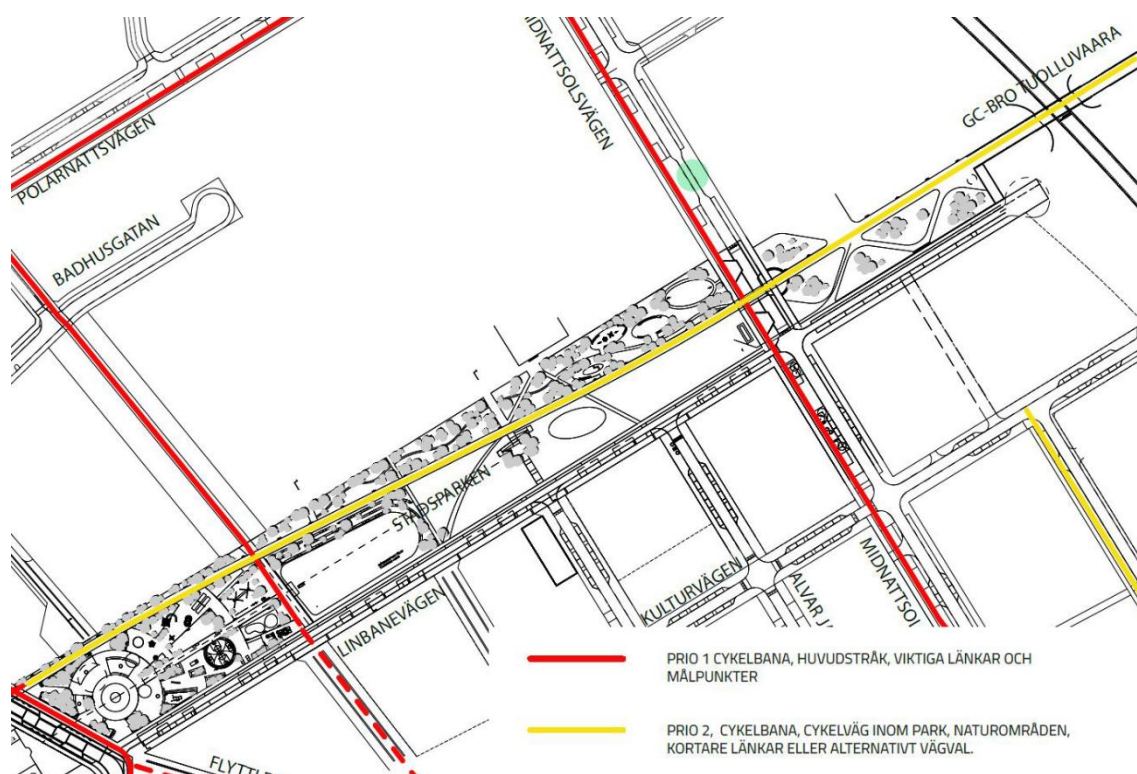 MIDNATTSOLSVÄGEN
GC-BRO TUOLLUVAARA
POLARNATTSVÄGEN
BADHUSGATAN
r
r
STADSPARKEN
LINBANEVÄGEN
KULTURVÄGEN
ALVAR
MIDNATTSOL
PRIO 1 CYKELBANA, HUVUDSTRÅK, VIKTIGA LÄNKAR OCH
MÅLPUNKTER
PRIO 2, CYKELBANA, CYKELVÄG INOM PARK, NATUROMRÅDEN,
KORTARE LÄNKAR ELLER ALTERNATIVT VÄGVAL.
FLYTTL